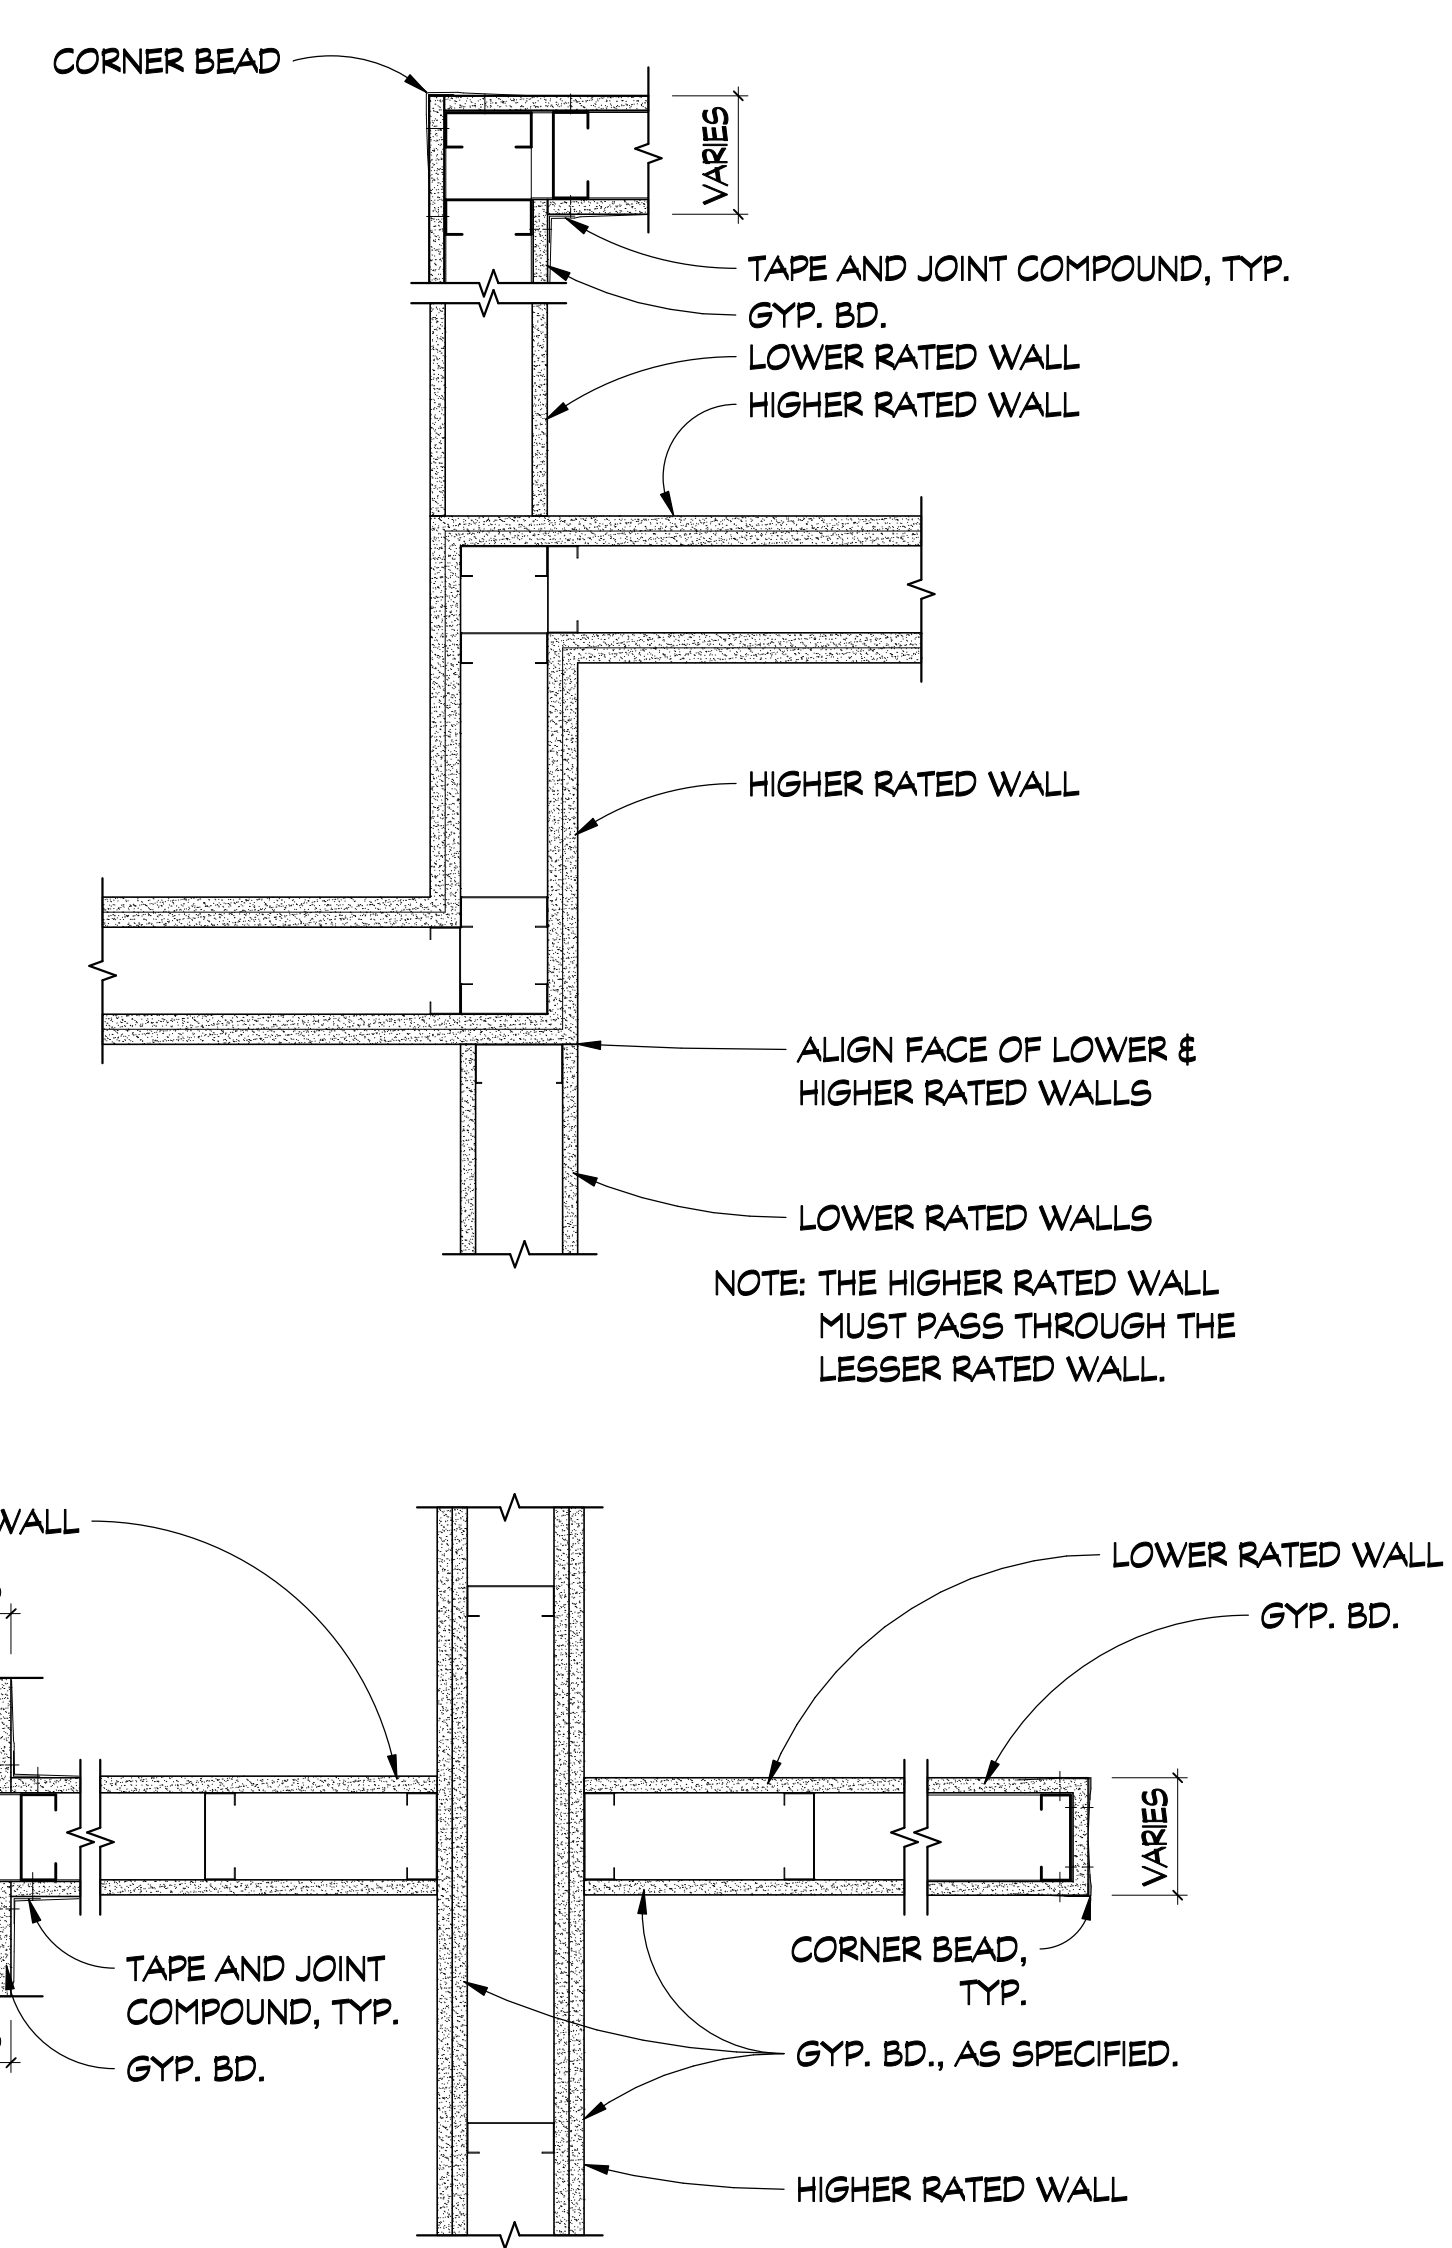 CORNER BEAD
VARIES
TAPE AND JOINT COMPOUND, TYP.
GYP. BD.
LOWER RATED WALL
HIGHER RATED WALL
HIGHER RATED WALL
ALIGN FACE OF LOWER &
HIGHER RATED WALLS
LOWER RATED WALLS
NOTE: THE HIGHER RATED WALL
MUST PASS THROUGH THE
LESSER RATED WALL.
WALL
LOWER RATED WALL
GYP. BD.
VARIES
CORNER BEAD,
TYP.
TAPE AND JOINT
COMPOUND, TYP.
GYP. BD.
GYP. BD., AS SPECIFIED.
HIGHER RATED WALL